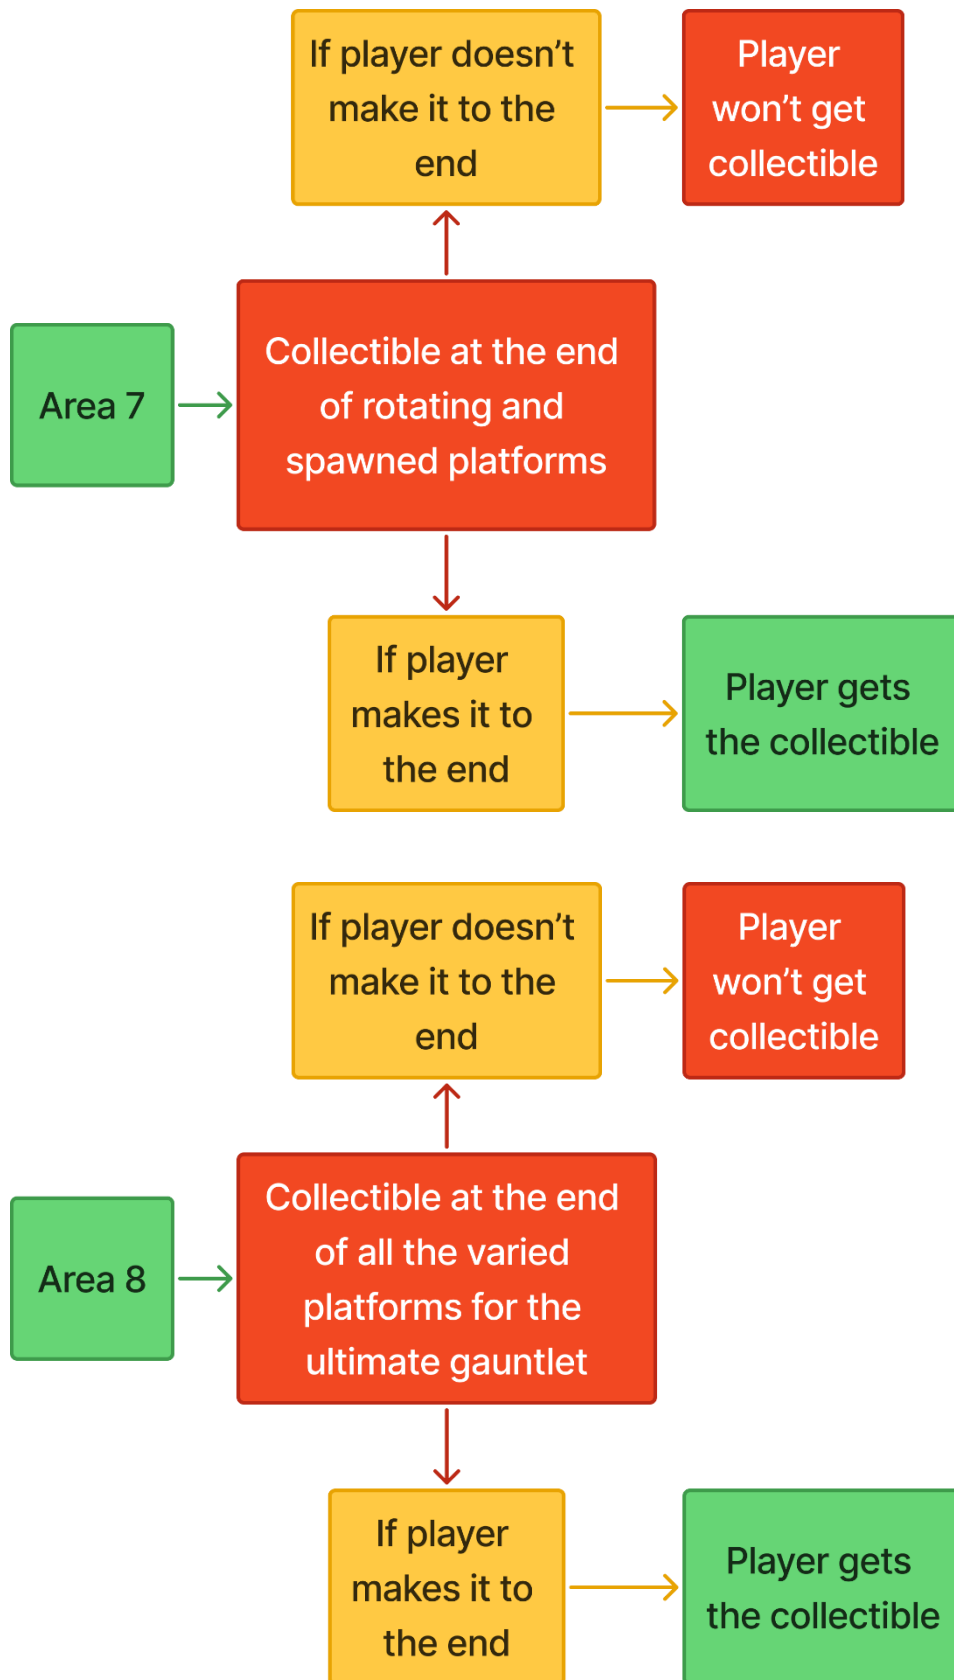 If player doesn’t
make it to the
end
Player
won’t get
collectible
Area 7
Collectible at the end
of rotating and
spawned platforms
If player
makes it to
the end
Player gets
the collectible
If player doesn’t
make it to the
end
Player
won’t get
collectible
Area 8
Collectible at the end
of all the varied
platforms for the
ultimate gauntlet
If player
makes it to
the end
Player gets
the collectible